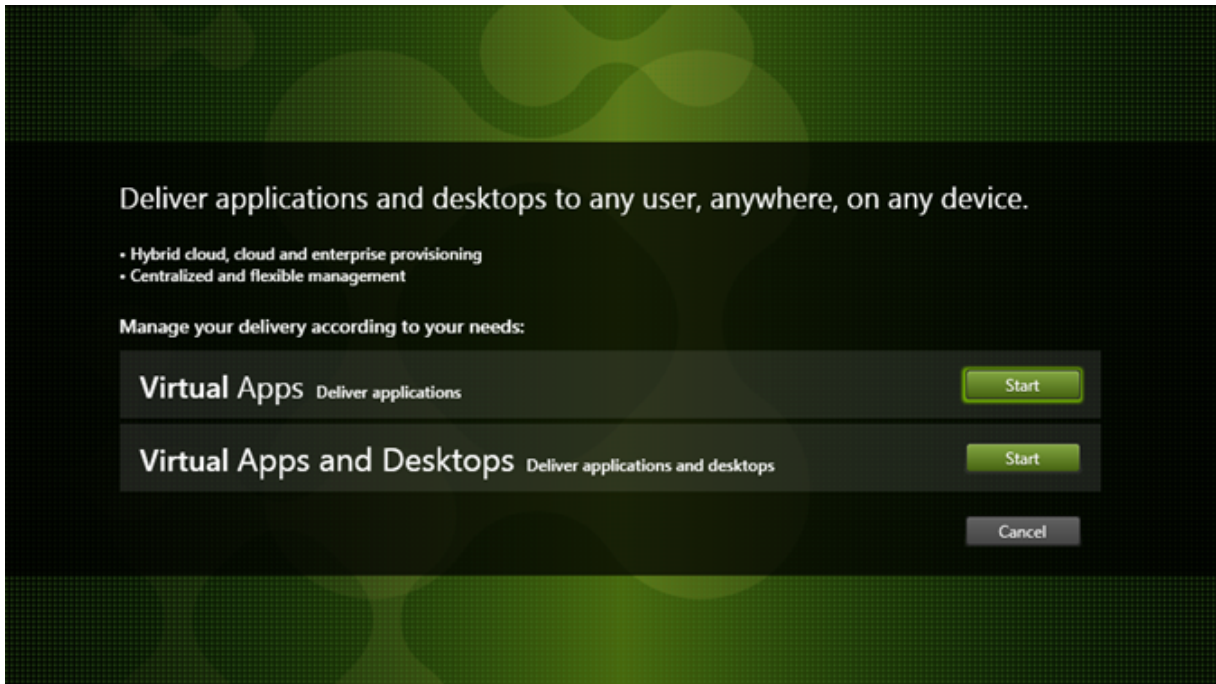 Deliver applications and desktops to any user, anywhere, on any device.
• Hybrid cloud, cloud and enterprise provisioning
• Centralized and flexible management
Manage your delivery according to your needs:
Virtual Apps Deliver applications Start
Virtual Apps and Desktops Deliver applications and desktops Start
Cancel